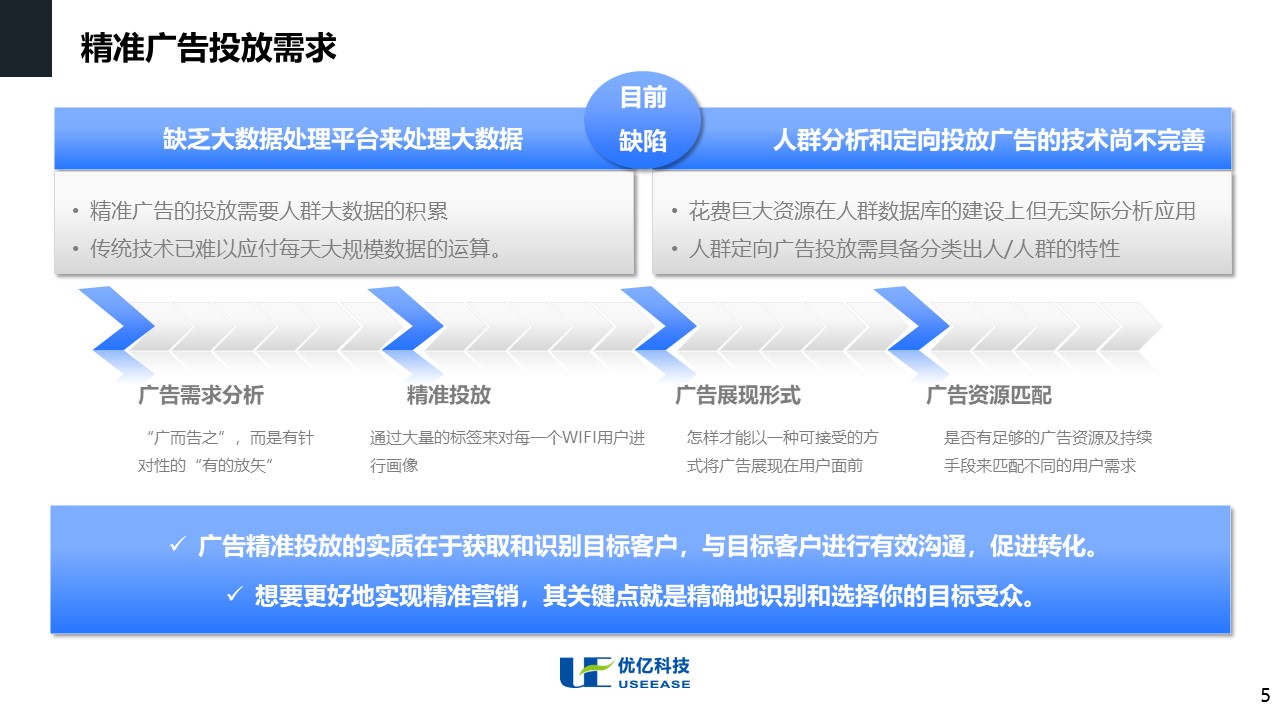 精准广告投放需求
目前
缺陷
缺乏大数据处理平台来处理大数据
人群分析和定向投放广告的技术尚不完善
• 精准广告的投放需要人群大数据的积累
• 传统技术已难以应付每天大规模数据的运算。
• 花费巨大资源在人群数据库的建设上但无实际分析应用
• 人群定向广告投放需具备分类出人/人群的特性
广告需求分析
“广而告之”，而是有针
对性的“有的放矢”
精准投放
通过大量的标签来对每一个WIFI用户进
行画像
广告展现形式
怎样才能以一种可接受的方
式将广告展现在用户面前
广告资源匹配
是否有足够的广告资源及持续
手段来匹配不同的用户需求
✓ 广告精准投放的实质在于获取和识别目标客户，与目标客户进行有效沟通，促进转化。
✓ 想要更好地实现精准营销，其关键点就是精确地识别和选择你的目标受众。
UE 优亿科技
USEEASE
5